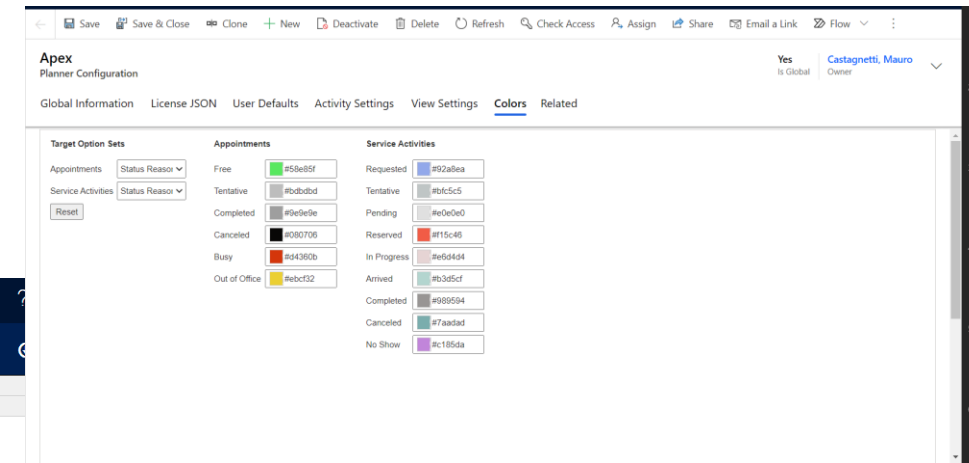 Save Save & Close Clone New Deactivate Delete Refresh Check Access Assign Share Email a Link Flow
Apex
Planner Configuration
Yes
Is Global
Castagnetti, Mauro
Owner
Global Information License JSON User Defaults Activity Settings View Settings Colors Related
Target Option Sets
Appointments Status Reason
Service Activities Status Reason
Reset
Appointments
Free #58e85f
Tentative #bdbdbd
Completed #9e9e9e
Canceled #080706
Busy #d4360b
Out of Office #ebcf32
Service Activities
Requested #92a8ea
Tentative #bfc5c5
Pending #e0e0e0
Reserved #f15c46
In Progress #e6d4d4
Arrived #b3d5cf
Completed #989594
Canceled #7aadad
No Show #c185da
?